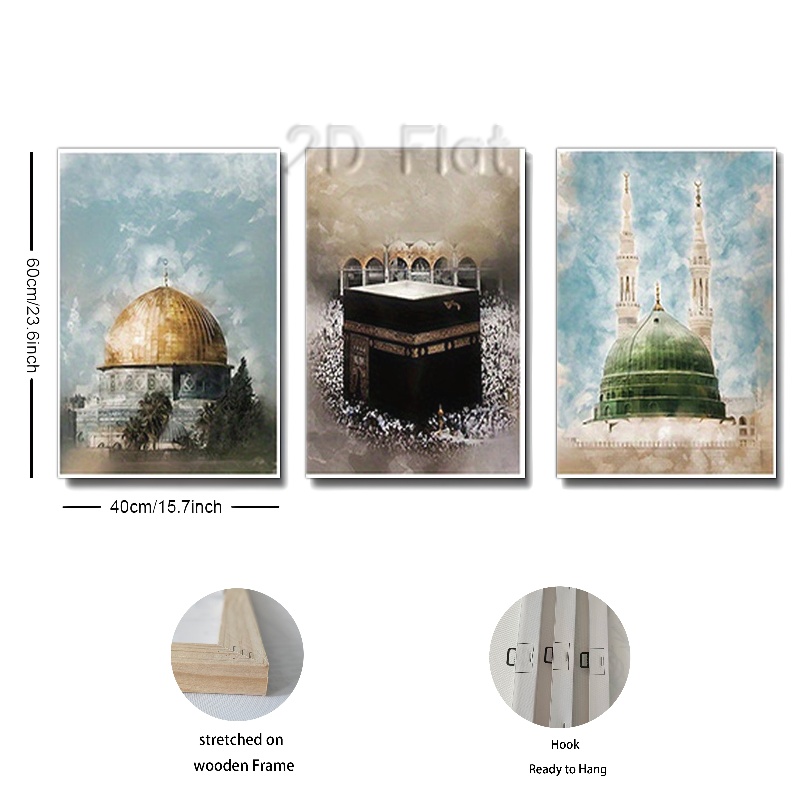 2D Flat
60cm/23.6inch
40cm/15.7inch
stretched on
wooden Frame
Hook
Ready to Hang